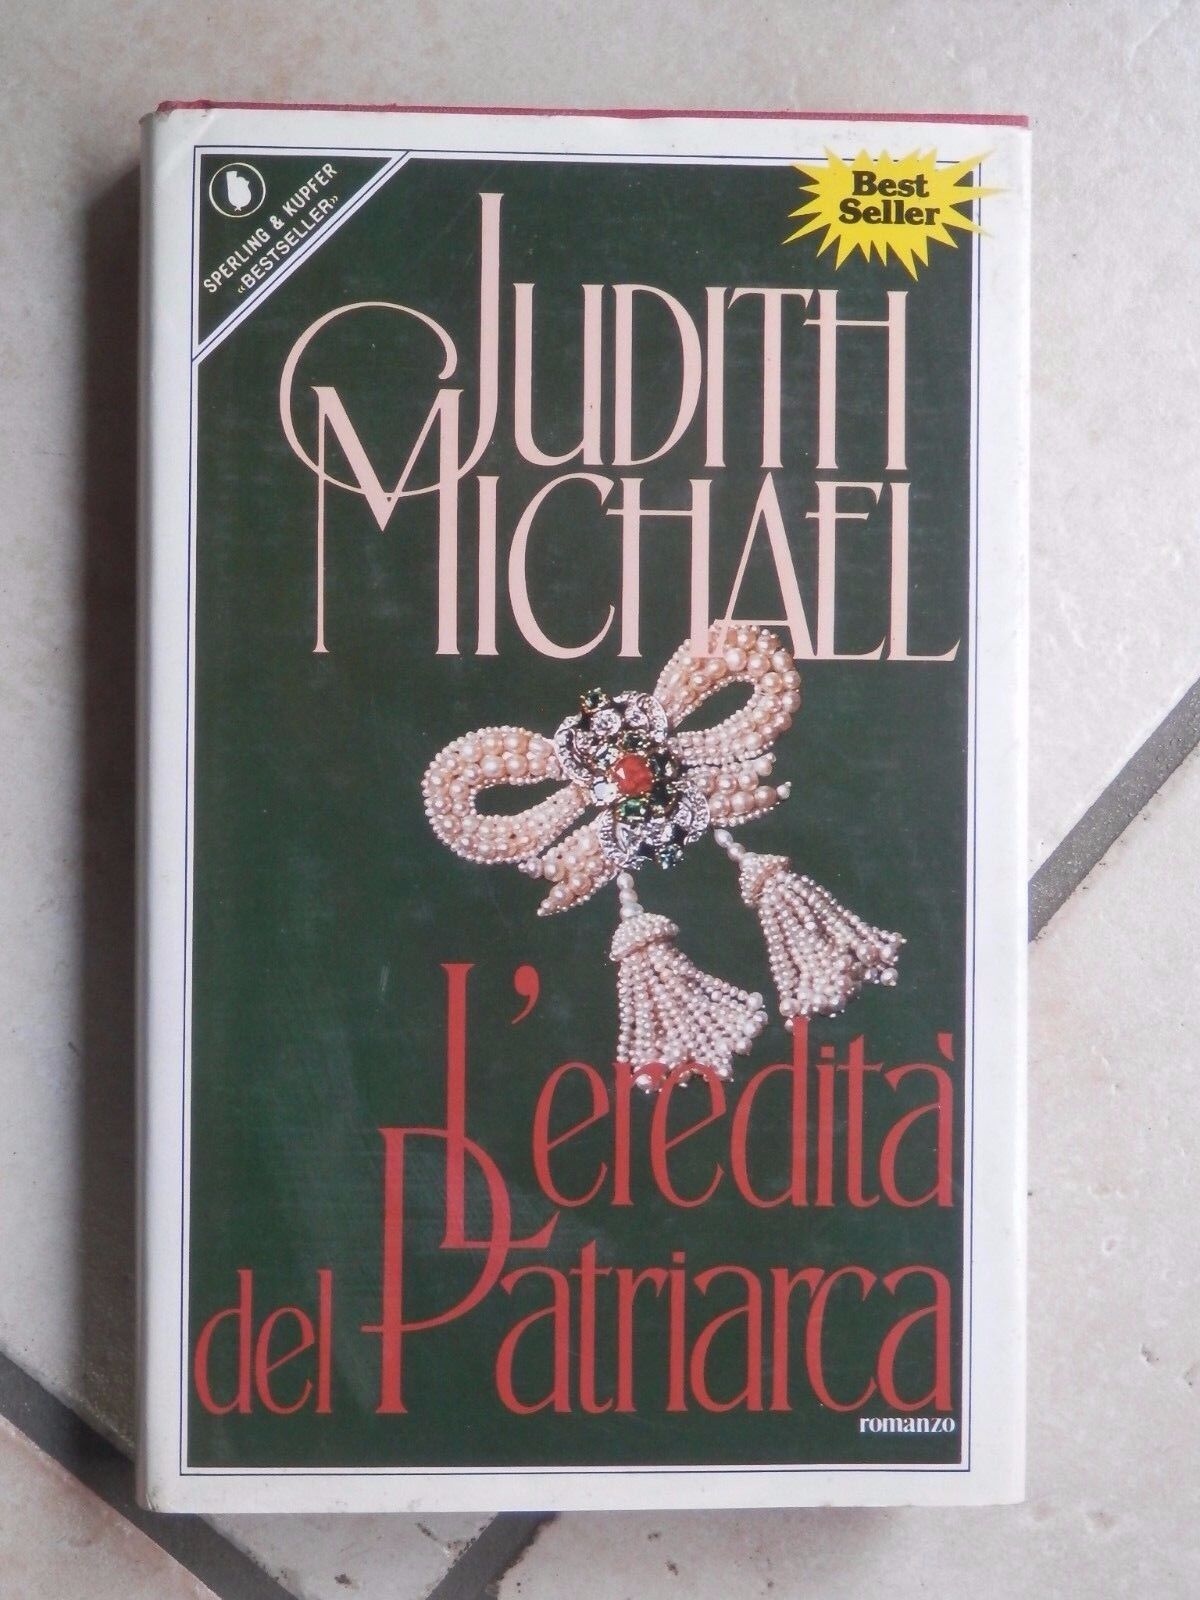 SPERLING & KUPFER
«BESTSELLER»
Best
Seller
JUDITH
MICHAEL
L'eredità
del Patriarca
romanzo